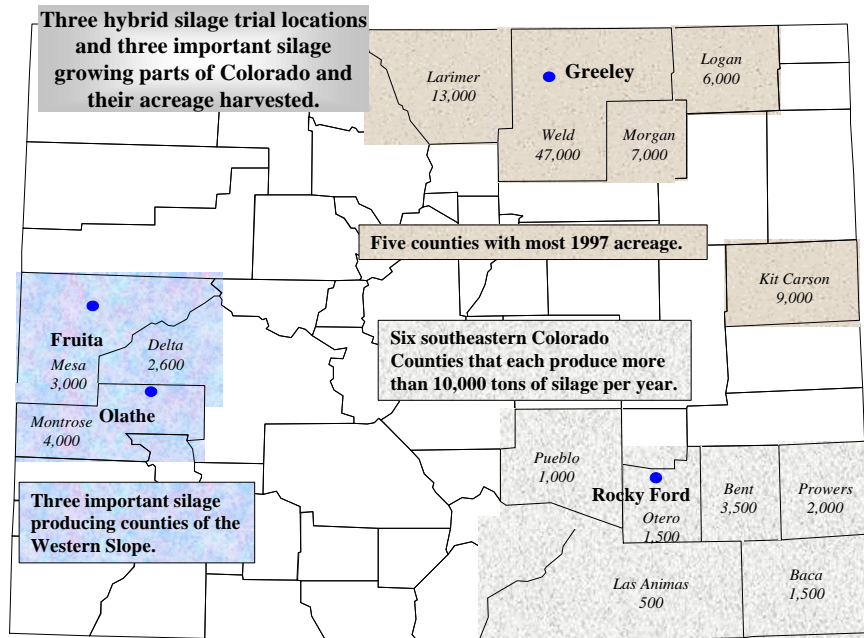 Three hybrid silage trial locations
and three important silage
growing parts of Colorado and
their acreage harvested.
Larimer
13,000
Greeley
Logan
6,000
Weld
47,000
Morgan
7,000
Five counties with most 1997 acreage.
Kit Carson
9,000
Fruita
Mesa
3,000
Delta
2,600
Olathe
Montrose
4,000
Six southeastern Colorado
Counties that each produce more
than 10,000 tons of silage per year.
Three important silage
producing counties of the
Western Slope.
Pueblo
1,000
Rocky Ford
Otero
1,500
Bent
3,500
Prowers
2,000
Las Animas
500
Baca
1,500